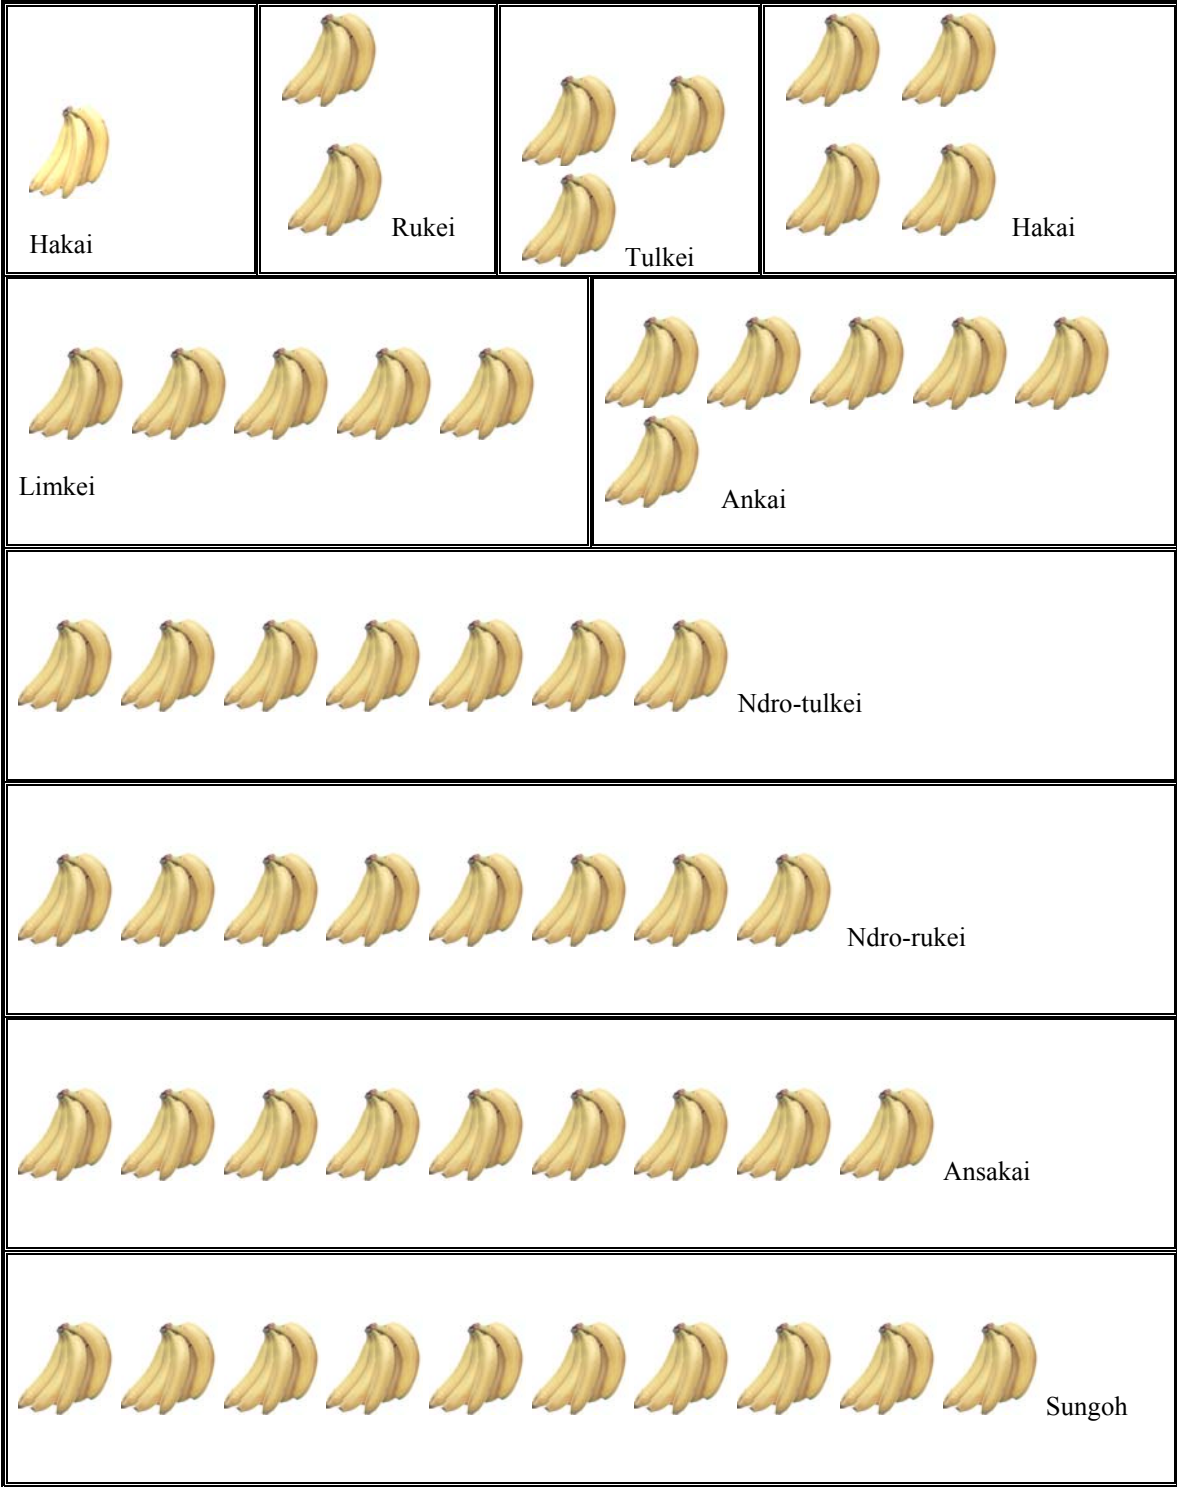 Hakai
Rukei
Tulkei
Hakai
Limkei
Ankai
Ndro-tulkei
Ndro-rukei
Ansakai
Sungoh